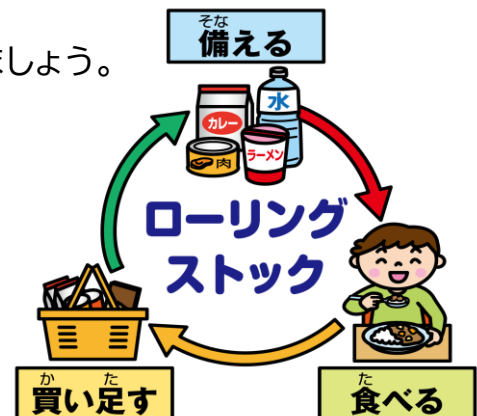 ましょう。
そな
備える
カレー
水
肉
ラーメン
ローリング
ストック
か た
買い足す
た
食べる